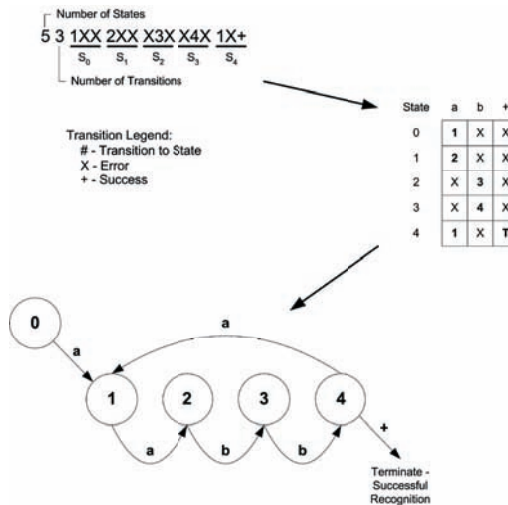 Number of States
5 3 1XX 2XX X3X X4X 1X+
S0 S1 S2 S3 S4
Number of Transitions
Transition Legend:
# - Transition to State
X - Error
+ - Success
State a b +
0 1 X X
1 2 X X
2 X 3 X
3 X 4 X
4 1 X T
0
a
a
1 2 3 4
a b b
+
Terminate -
Successful
Recognition